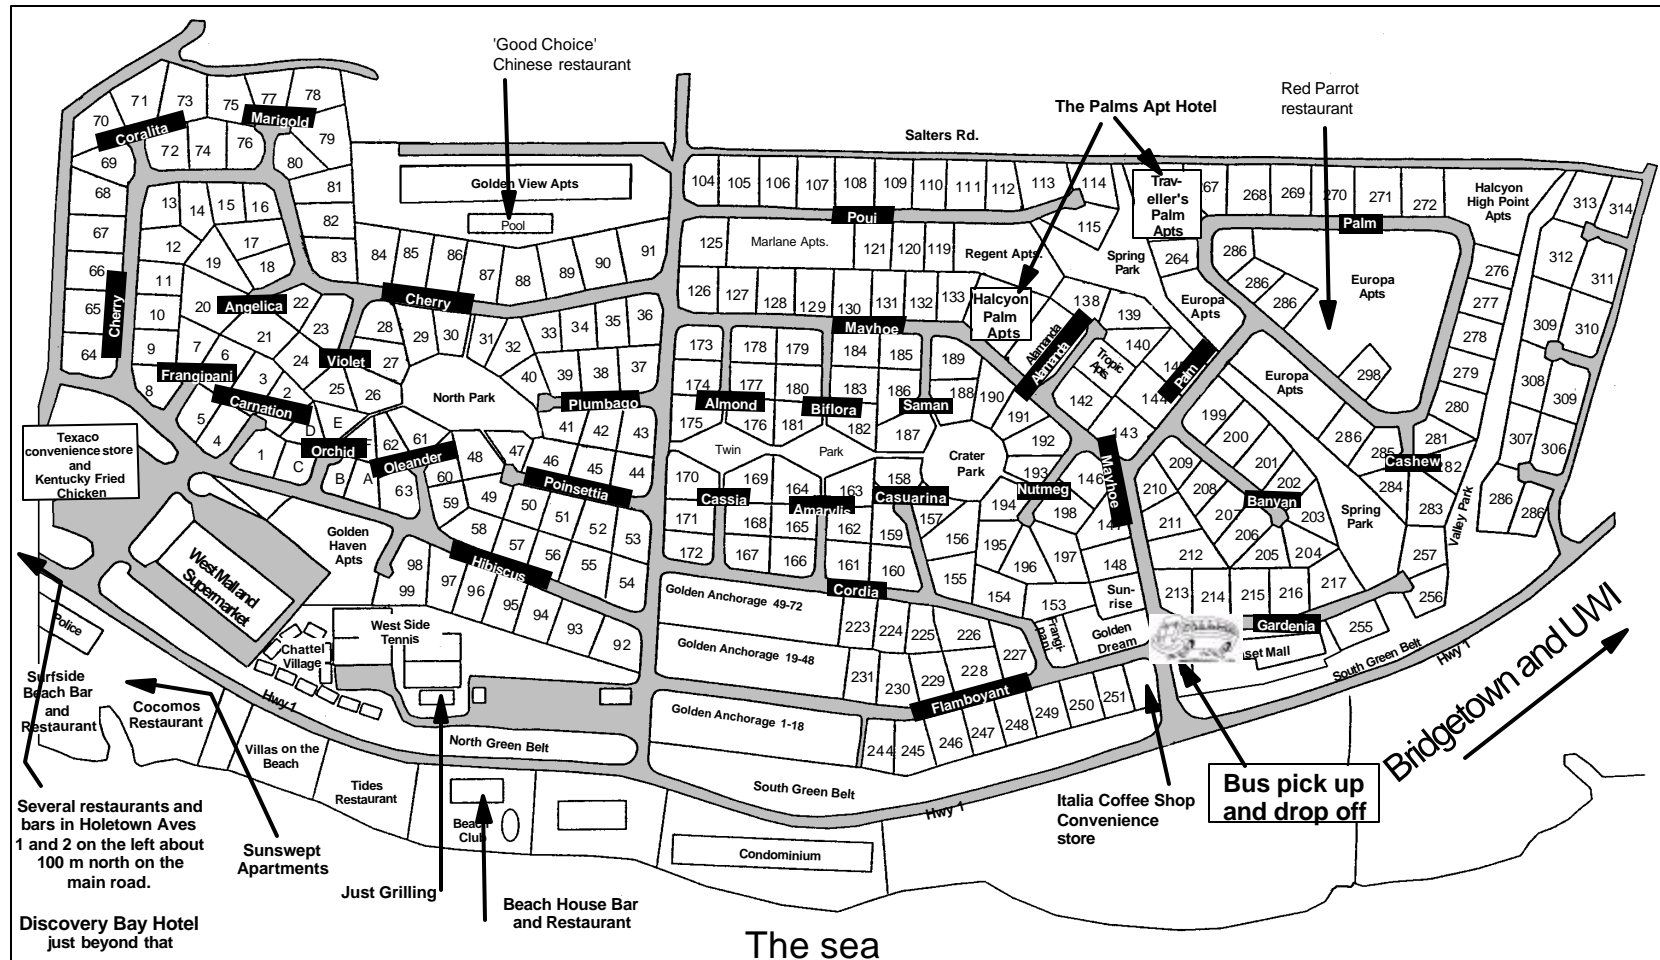 'Good Choice'
Chinese restaurant
The Palms Apt Hotel
Red Parrot
restaurant
Salters Rd.
71
73
75
77
78
70
Coralita
Marigold
79
72
74
76
80
69
68
81
67
82
66
83
65
64
Cherry
13
14
15
16
12
17
11
19
18
10
20
Angelica
22
9
21
23
7
6
24
Violet
8
Frangipani
3
2
25
26
Carnation
5
4
D
E
F
1
C
Orchid
B
A
Golden View Apts
Pool
84
85
86
87
88
89
90
91
Cherry
28
29
30
31
32
33
34
35
36
27
40
39
38
37
North Park
Plumbago
41
42
43
62
61
Oleander
48
47
46
45
44
60
63
Poinsettia
59
49
50
51
52
53
58
57
56
55
54
Hibiscus
98
97
99
96
95
94
93
92
Golden
Haven
Apts
104
105
106
107
108
109
110
111
112
113
114
Poui
115
125
Marlane Apts.
121
120
119
Regent Apts.
Spring
Park
126
127
128
129
130
131
132
133
Mayhoe
Halcyon
Palm
Apts
173
178
179
184
185
189
174
177
180
183
186
188
190
Almond
Biflora
Saman
191
175
176
181
182
187
192
Twin
Park
Crater
Park
170
169
164
163
158
193
146
Cassia
Amarylis
Casuarina
Nutmeg
171
168
165
162
159
157
194
198
147
172
167
166
161
160
156
195
197
155
196
148
Cordia
154
153
Sun-
rise
Frangi-
pani
Golden
Dream
Alamanda
Alamanda
138
139
Tropic
Apts
140
142
143
144
Palm
Mayhoe
Trav-
eller's
Palm
Apts
264
267
268
269
270
271
272
Palm
Halcyon
High Point
Apts
313
314
286
286
286
Europa
Apts
Europa
Apts
Europa
Apts
298
276
277
278
279
280
281
282
312
311
309
310
308
309
307
306
286
286
286
285
Cashew
284
283
199
200
201
202
203
Banyan
209
208
207
206
205
204
210
211
212
Spring
Park
Valley Park
257
256
213
214
215
216
217
Gardenia
255
set Mall
South Green Belt
Hwy 1
Golden Anchorage 49-72
Golden Anchorage 19-48
Golden Anchorage 1-18
223
224
225
226
227
228
229
230
231
Flamboyant
244
245
246
247
248
249
250
251
South Green Belt
Hwy 1
Texaco
convenience store
and
Kentucky Fried
Chicken
West Mall and
Supermarket
Police
Chattel
Village
West Side
Tennis
Hwy 1
North Green Belt
Surfside
Beach Bar
and
Restaurant
Cocomos
Restaurant
Villas on the
Beach
Tides
Restaurant
Beach
Club
Condominium
Several restaurants and
bars in Holetown Aves
1 and 2 on the left about
100 m north on the
main road.
Discovery Bay Hotel
just beyond that
Sunswept
Apartments
Just Grilling
Beach House Bar
and Restaurant
Italia Coffee Shop
Convenience
store
Bus pick up
and drop off
Bridgetown and UWI
The sea